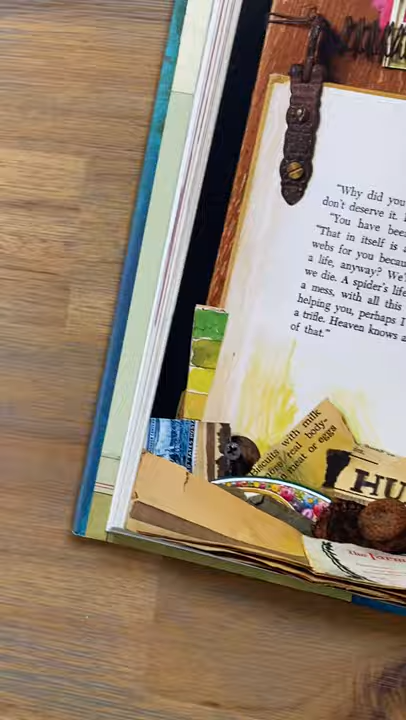 "Why did you
don't deserve it. I
"You have bee
"That in itself is a
webs for you becau
a life, anyway? We'
we die. A spider's life
a mess, with all this
helping you, perhaps I
a trifle. Heaven knows a
of that."
Biscuits with milk
body-
meat or eggs
HU
The Farm